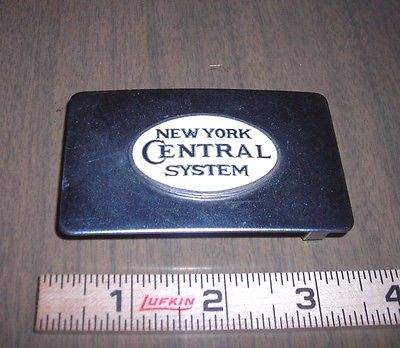 NEW YORK
CENTRAL
SYSTEM
1 LUFKIN 2 3 4